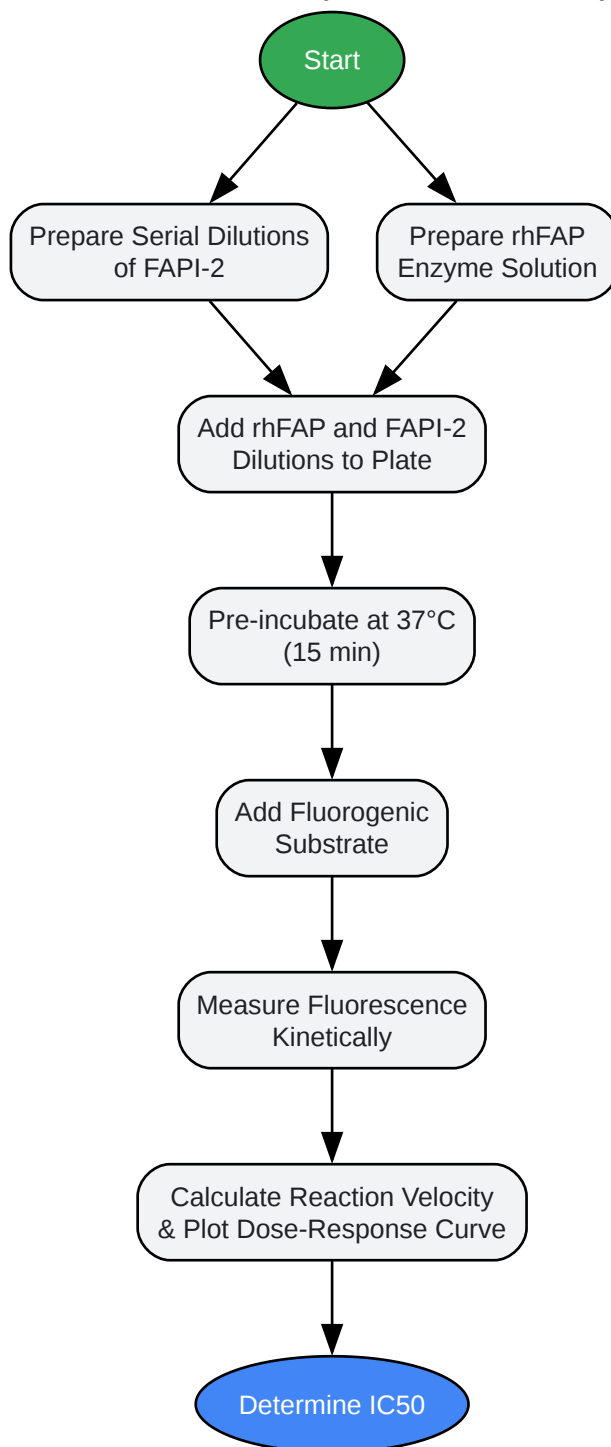 Start
Prepare Serial Dilutions
of FAPI-2
Prepare rhFAP
Enzyme Solution
Add rhFAP and FAPI-2
Dilutions to Plate
Pre-incubate at 37°C
(15 min)
Add Fluorogenic
Substrate
Measure Fluorescence
Kinetically
Calculate Reaction Velocity
& Plot Dose-Response Curve
Determine IC50